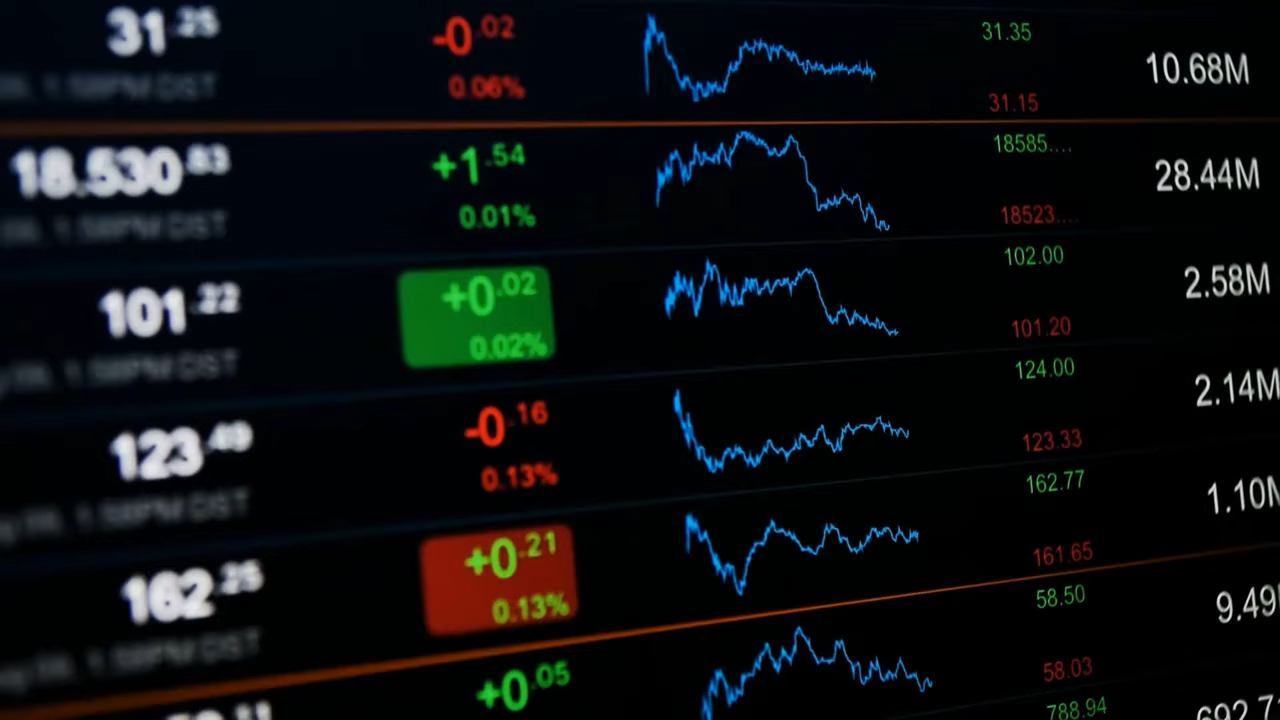 31.25 -0.02 31.35 10.68M
0.06% 31.15
18.53083 +1.54 18585.... 28.44M
0.01% 18523....
101.22 +0.02 102.00 2.58M
0.02% 101.20
123.49 -0.16 124.00 2.14M
0.13% 123.33
162.25 +0.21 162.77 1.10M
0.13% 161.65
+0.05 58.50 9.49
58.03
788.94 692.7